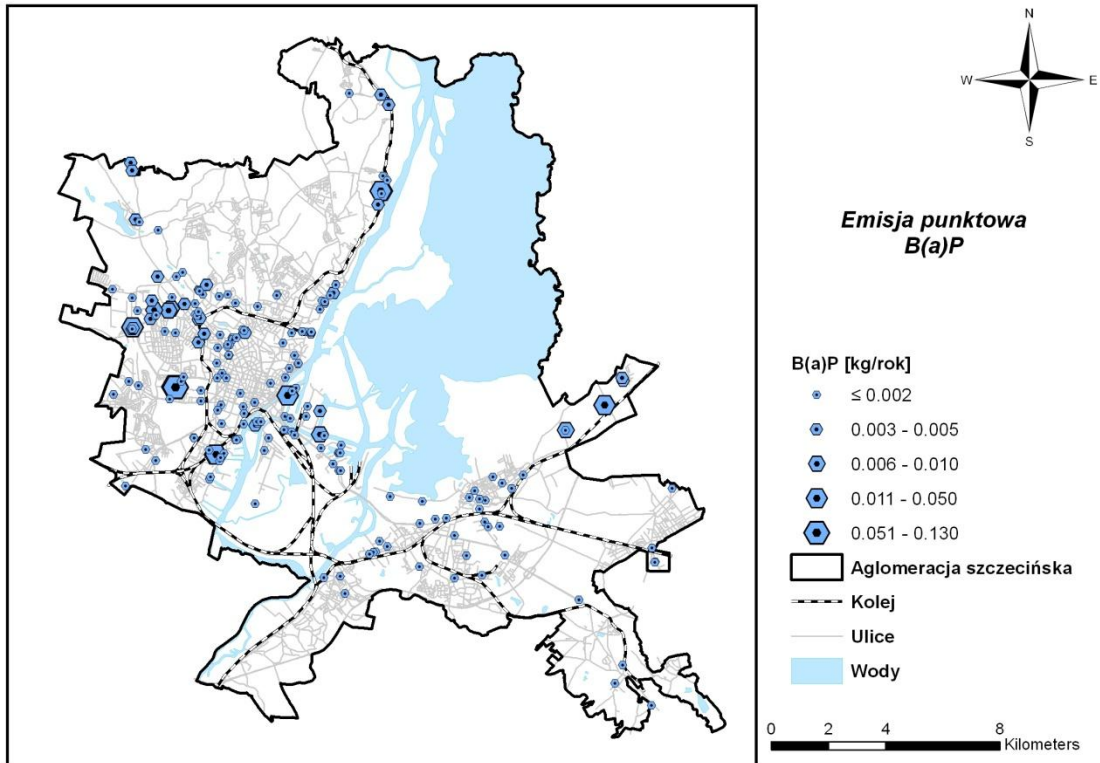 N
W
E
S
Emisja punktowa
B(a)P
B(a)P [kg/rok]
≤ 0.002
0.003 - 0.005
0.006 - 0.010
0.011 - 0.050
0.051 - 0.130
Aglomeracja szczecińska
Kolej
Ulice
Wody
0 2 4 8
Kilometers